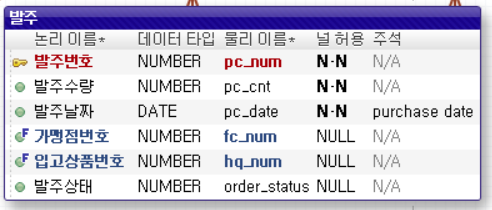 발주
논리 이름* 데이터 타입 물리 이름* 널 허용 주석
발주번호 NUMBER pc_num N-N N/A
발주수량 NUMBER pc_cnt N-N N/A
발주날짜 DATE pc_date N-N purchase date
F 가맹점번호 NUMBER fc_num NULL N/A
F 입고상품번호 NUMBER hq_num NULL N/A
발주상태 NUMBER order_status NULL N/A